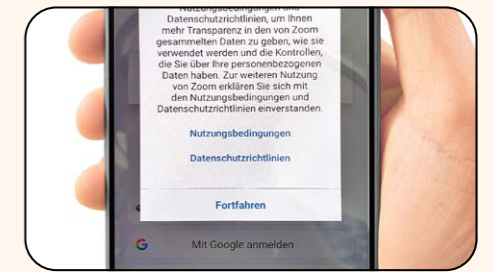 Nutzungsbedingungen und
Datenschutzrichtlinien, um Ihnen
mehr Transparenz in den von Zoom
gesammelten Daten zu geben, wie sie
verwendet werden und die Kontrollen,
die Sie über Ihre personenbezogenen
Daten haben. Zur weiteren Nutzung
von Zoom erklären Sie sich mit
den Nutzungsbedingungen und
Datenschutzrichtlinien einverstanden.
Nutzungsbedingungen
Datenschutzrichtlinien
Fortfahren
G Mit Google anmelden